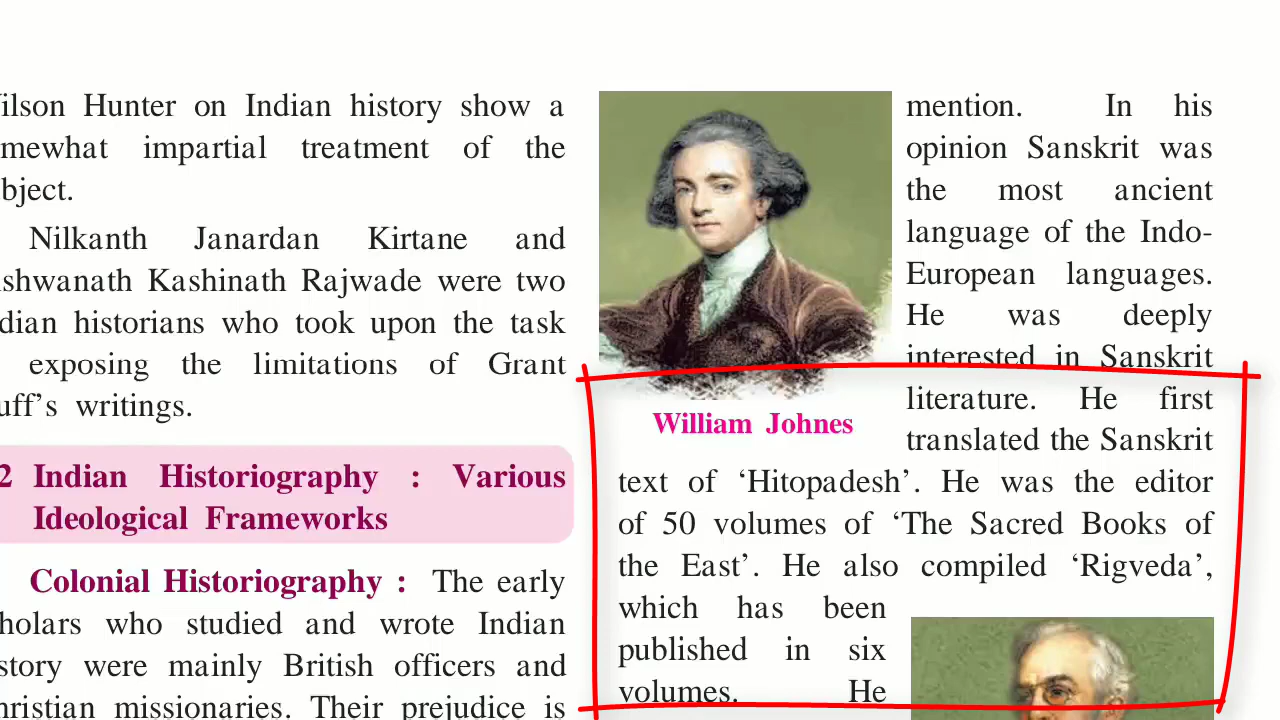 ilson Hunter on Indian history show a
mewhat impartial treatment of the
bject.
Nilkanth Janardan Kirtane and
shwanath Kashinath Rajwade were two
dian historians who took upon the task
exposing the limitations of Grant
uff's writings.
2 Indian Historiography : Various
Ideological Frameworks
Colonial Historiography : The early
holars who studied and wrote Indian
story were mainly British officers and
hristian missionaries. Their prejudice is
William Johnes
mention. In his
opinion Sanskrit was
the most ancient
language of the Indo-
European languages.
He was deeply
interested in Sanskrit
literature. He first
translated the Sanskrit
text of ‘Hitopadesh’. He was the editor
of 50 volumes of ‘The Sacred Books of
the East’. He also compiled ‘Rigveda’,
which has been
published in six
volumes. He